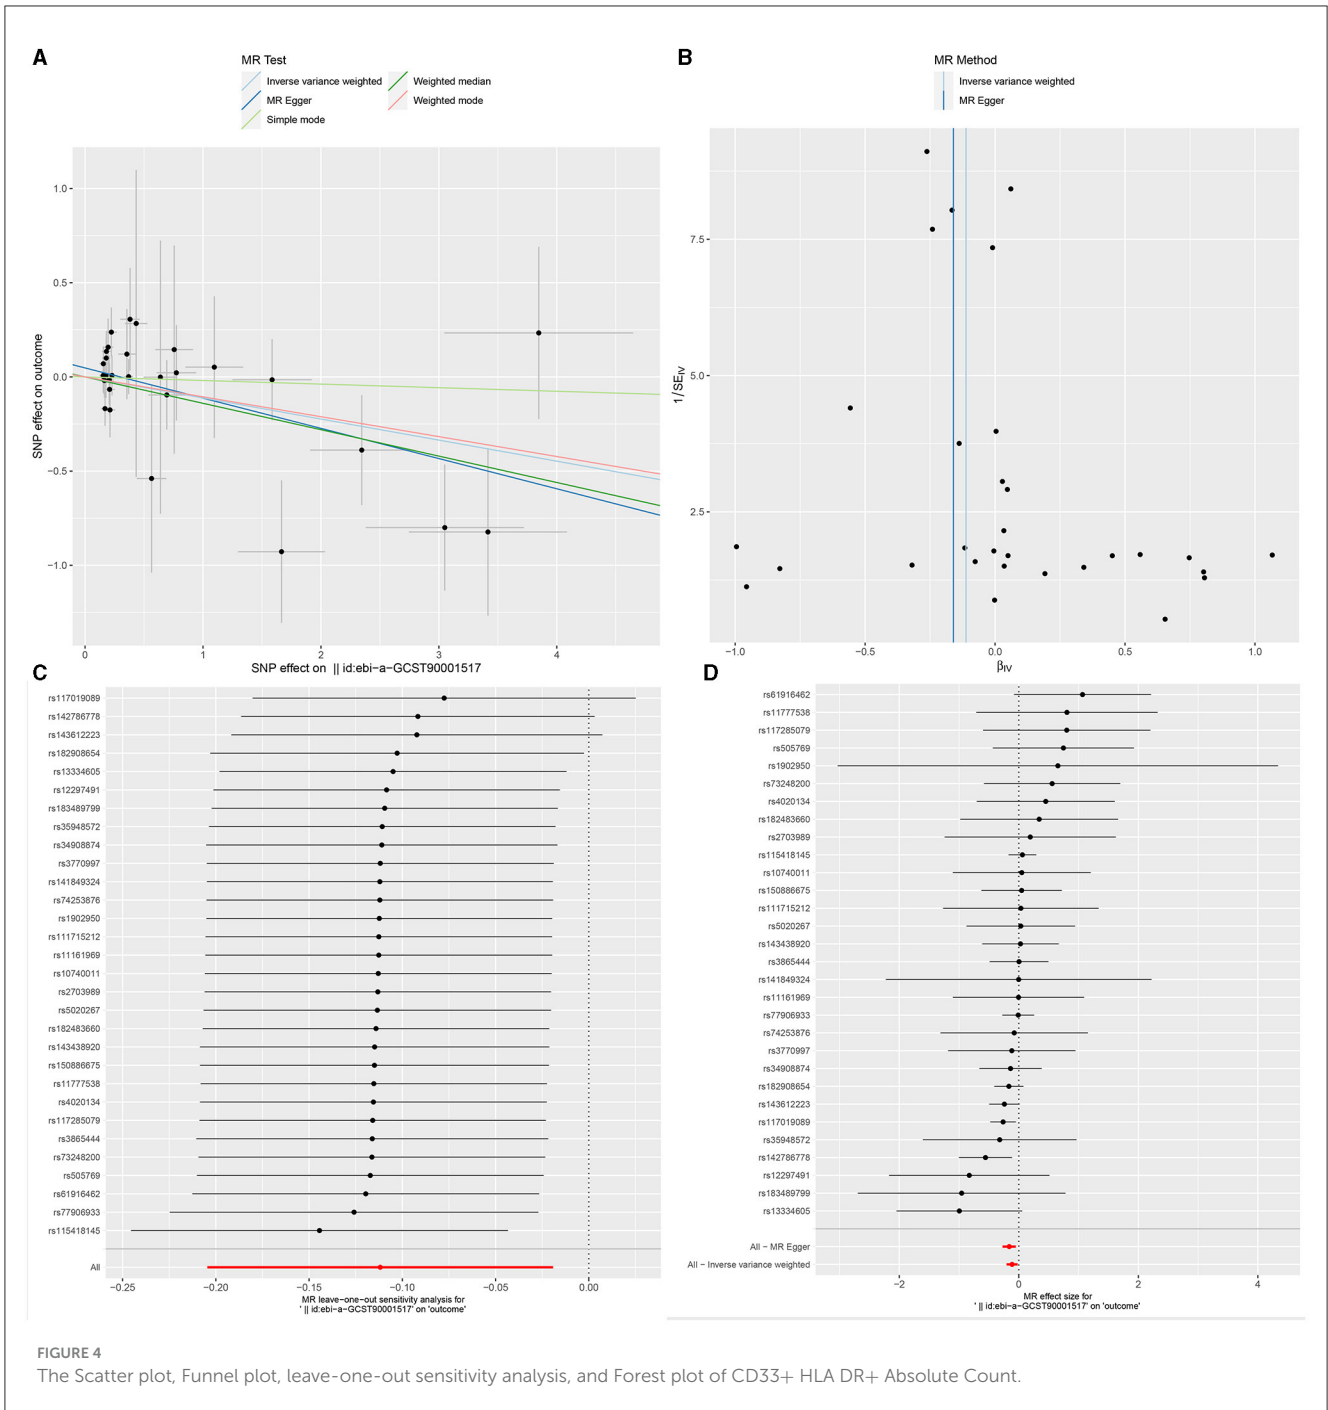 A
MR Test
Inverse variance weighted
Weighted median
MR Egger
Weighted mode
Simple mode
1.0
0.5
0.0
−0.5
−1.0
SNP effect on outcome
0 1 2 3 4
SNP effect on || id:ebi-a-GCST90001517
B
MR Method
Inverse variance weighted
MR Egger
7.5
5.0
2.5
1/SE_IV
−1.0 −0.5 0.0 0.5 1.0
β_IV
C
rs117019089
rs142786778
rs143612223
rs182908654
rs13334605
rs12297491
rs183489799
rs35948572
rs34908874
rs3770997
rs141849324
rs74253876
rs1902950
rs111715212
rs11161969
rs10740011
rs2703989
rs5020267
rs182483660
rs143438920
rs150886675
rs11777538
rs4020134
rs117285079
rs3865444
rs73248200
rs505769
rs61916462
rs77906933
rs115418145
All
−0.25 −0.20 −0.15 −0.10 −0.05 0.00
MR leave−one−out sensitivity analysis for
' || id:ebi−a−GCST90001517' on 'outcome'
D
rs61916462
rs11777538
rs117285079
rs505769
rs1902950
rs73248200
rs4020134
rs182483660
rs2703989
rs115418145
rs10740011
rs150886675
rs111715212
rs5020267
rs143438920
rs3865444
rs141849324
rs11161969
rs77906933
rs74253876
rs3770997
rs34908874
rs182908654
rs143612223
rs117019089
rs35948572
rs142786778
rs12297491
rs183489799
rs13334605
All − MR Egger
All − Inverse variance weighted
−2 0 2 4
MR effect size for
' || id:ebi−a−GCST90001517' on 'outcome'
FIGURE 4
The Scatter plot, Funnel plot, leave-one-out sensitivity analysis, and Forest plot of CD33+ HLA DR+ Absolute Count.